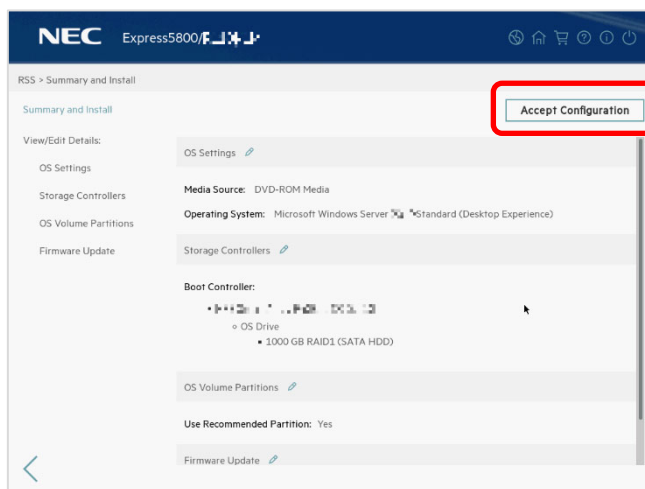 NEC Express5800/
RSS > Summary and Install
Summary and Install
Accept Configuration
View/Edit Details:
OS Settings
Storage Controllers
OS Volume Partitions
Firmware Update
OS Settings
Media Source: DVD-ROM Media
Operating System: Microsoft Windows Server Standard (Desktop Experience)
Storage Controllers
Boot Controller:
OS Drive
1000 GB RAID1 (SATA HDD)
OS Volume Partitions
Use Recommended Partition: Yes
Firmware Update